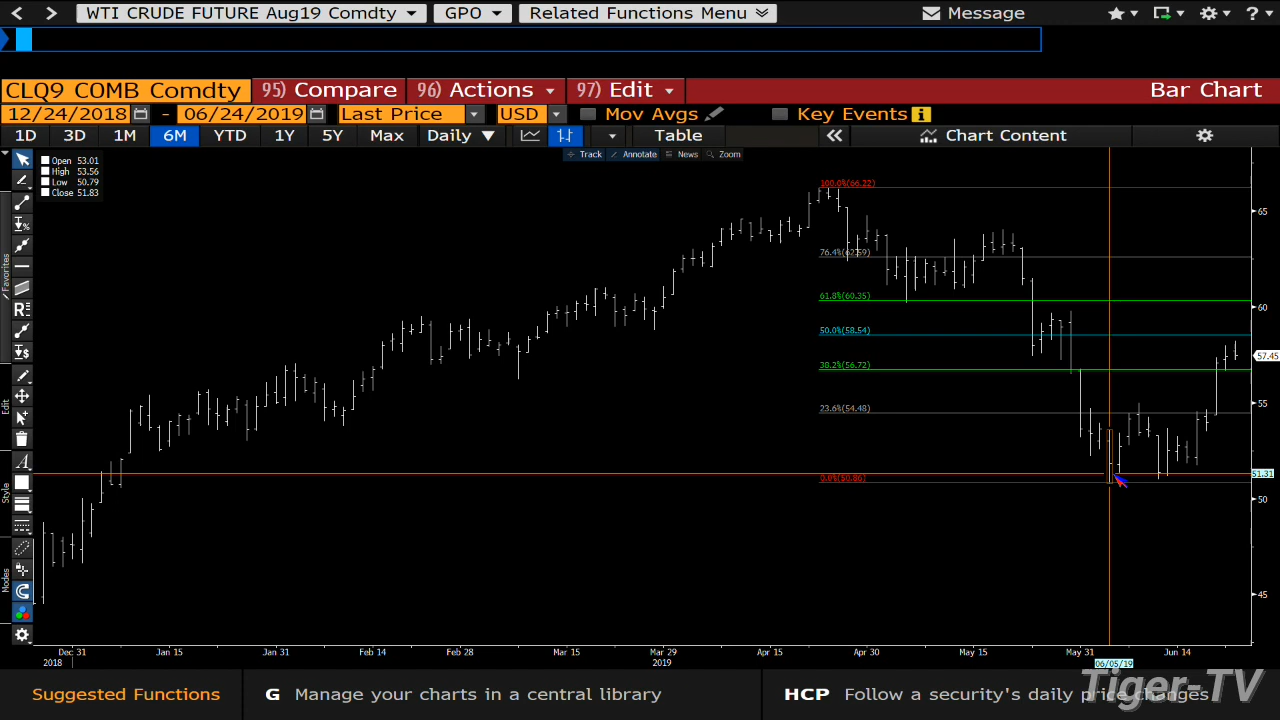 WTI CRUDE FUTURE Aug19 Comdty GPO Related Functions Menu Message ?
CLQ9 COMB Comdty 95) Compare 96) Actions 97) Edit Bar Chart
12/24/2018 - 06/24/2019 Last Price USD Mov Avgs Key Events i
1D 3D 1M 6M YTD 1Y 5Y Max Daily ▼ Table « Chart Content
Track Annotate News Zoom
Open 53.01
High 53.56
Low 50.79
Close 51.83
Favorites
Edit
Style
Modes
R
A
100.0%(66.22)
76.4%(62.59)
61.8%(60.35)
50.0%(58.54)
38.2%(56.72)
23.6%(54.48)
0.0%(50.86)
65
60
57.45
55
51.31
50
45
Dec 31 Jan 15 Jan 31 Feb 14 Feb 28 Mar 15 Mar 29 Apr 15 Apr 30 May 15 May 31 Jun 14
2018 2019 06/05/19
Tiger-TV
Suggested Functions G Manage your charts in a central library HCP Follow a security's daily price changes